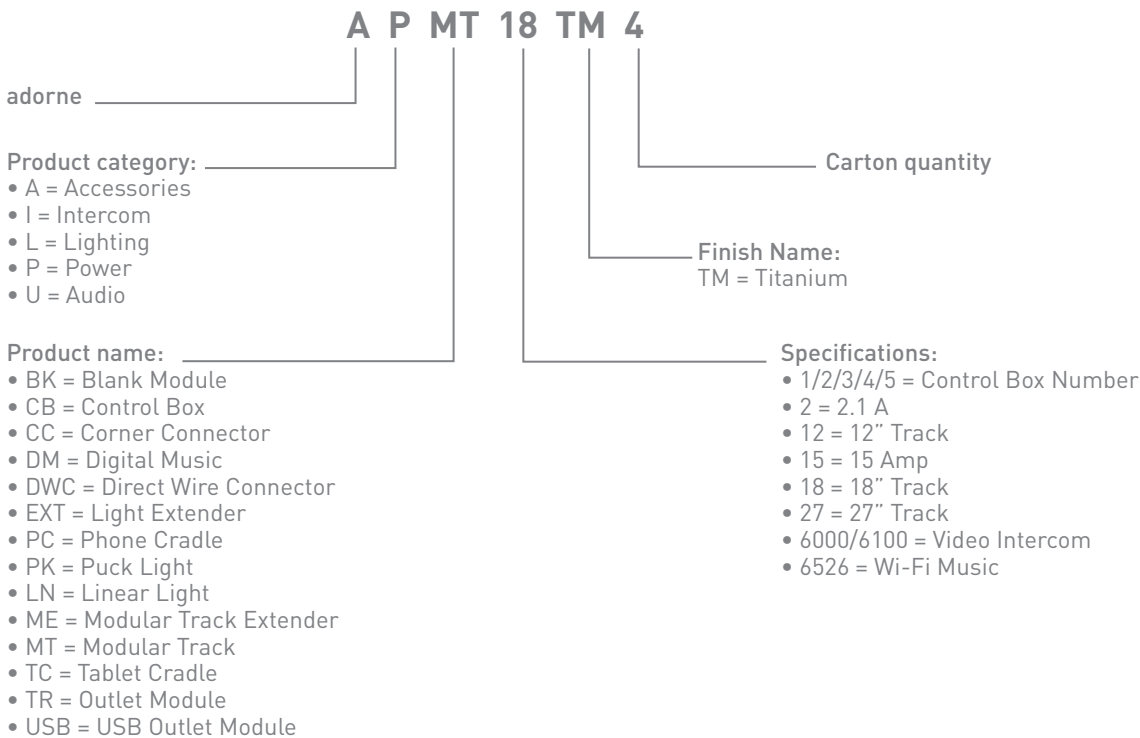 A P MT 18 TM 4
adorne
Product category:
• A = Accessories
• I = Intercom
• L = Lighting
• P = Power
• U = Audio
Carton quantity
Finish Name:
TM = Titanium
Product name:
• BK = Blank Module
• CB = Control Box
• CC = Corner Connector
• DM = Digital Music
• DWC = Direct Wire Connector
• EXT = Light Extender
• PC = Phone Cradle
• PK = Puck Light
• LN = Linear Light
• ME = Modular Track Extender
• MT = Modular Track
• TC = Tablet Cradle
• TR = Outlet Module
• USB = USB Outlet Module
Specifications:
• 1/2/3/4/5 = Control Box Number
• 2 = 2.1 A
• 12 = 12” Track
• 15 = 15 Amp
• 18 = 18” Track
• 27 = 27” Track
• 6000/6100 = Video Intercom
• 6526 = Wi-Fi Music